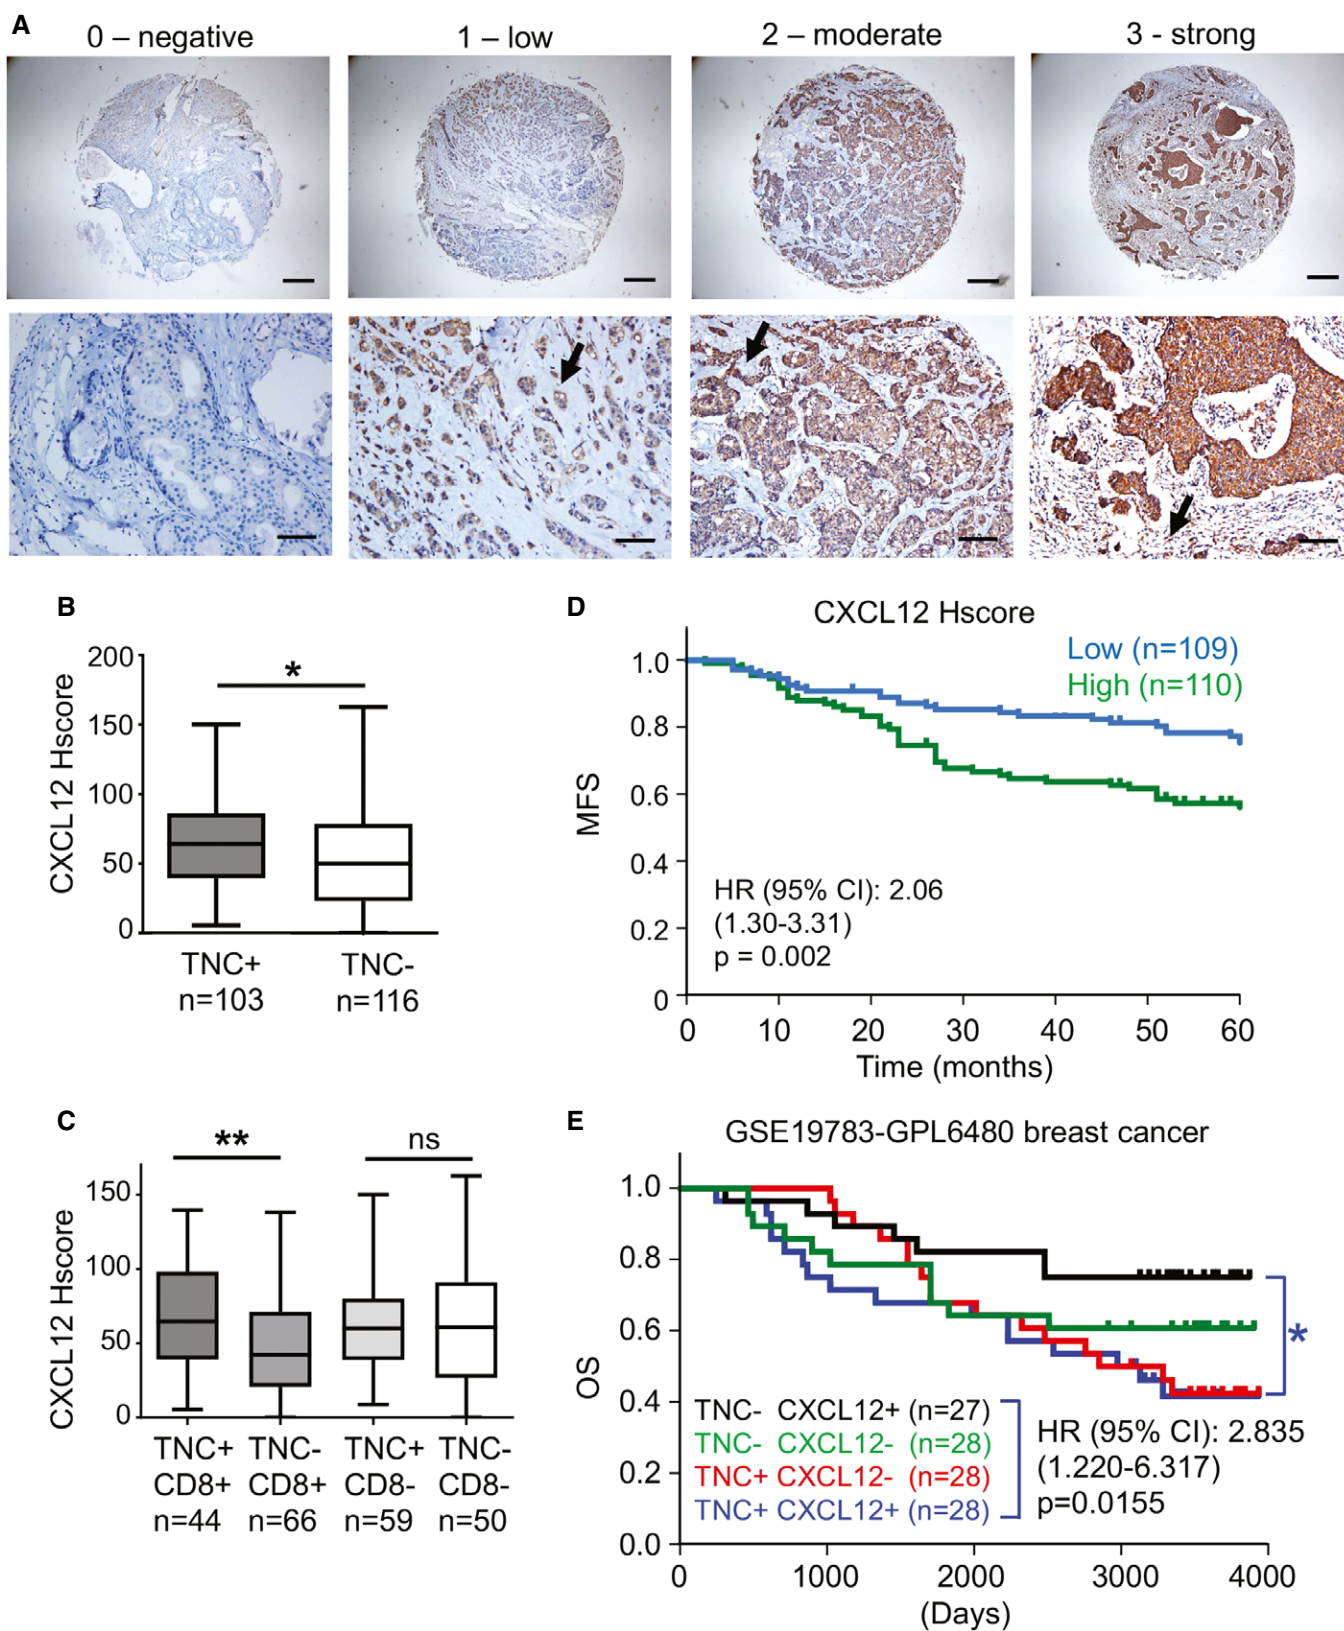 A
0 – negative
1 – low
2 – moderate
3 - strong
B
CXCL12 Hscore
200
150
100
50
0
*
TNC+
n=103
TNC-
n=116
D
CXCL12 Hscore
Low (n=109)
High (n=110)
MFS
1.0
0.8
0.6
0.4
0.2
0
HR (95% CI): 2.06
(1.30-3.31)
p = 0.002
0 10 20 30 40 50 60
Time (months)
C
CXCL12 Hscore
150
100
50
0
**
ns
TNC+ TNC- TNC+ TNC-
CD8+ CD8+ CD8- CD8-
n=44 n=66 n=59 n=50
E
GSE19783-GPL6480 breast cancer
OS
1.0
0.8
0.6
0.4
0.2
0.0
*
TNC- CXCL12+ (n=27)
TNC- CXCL12- (n=28)
TNC+ CXCL12- (n=28)
TNC+ CXCL12+ (n=28)
HR (95% CI): 2.835
(1.220-6.317)
p=0.0155
0 1000 2000 3000 4000
(Days)